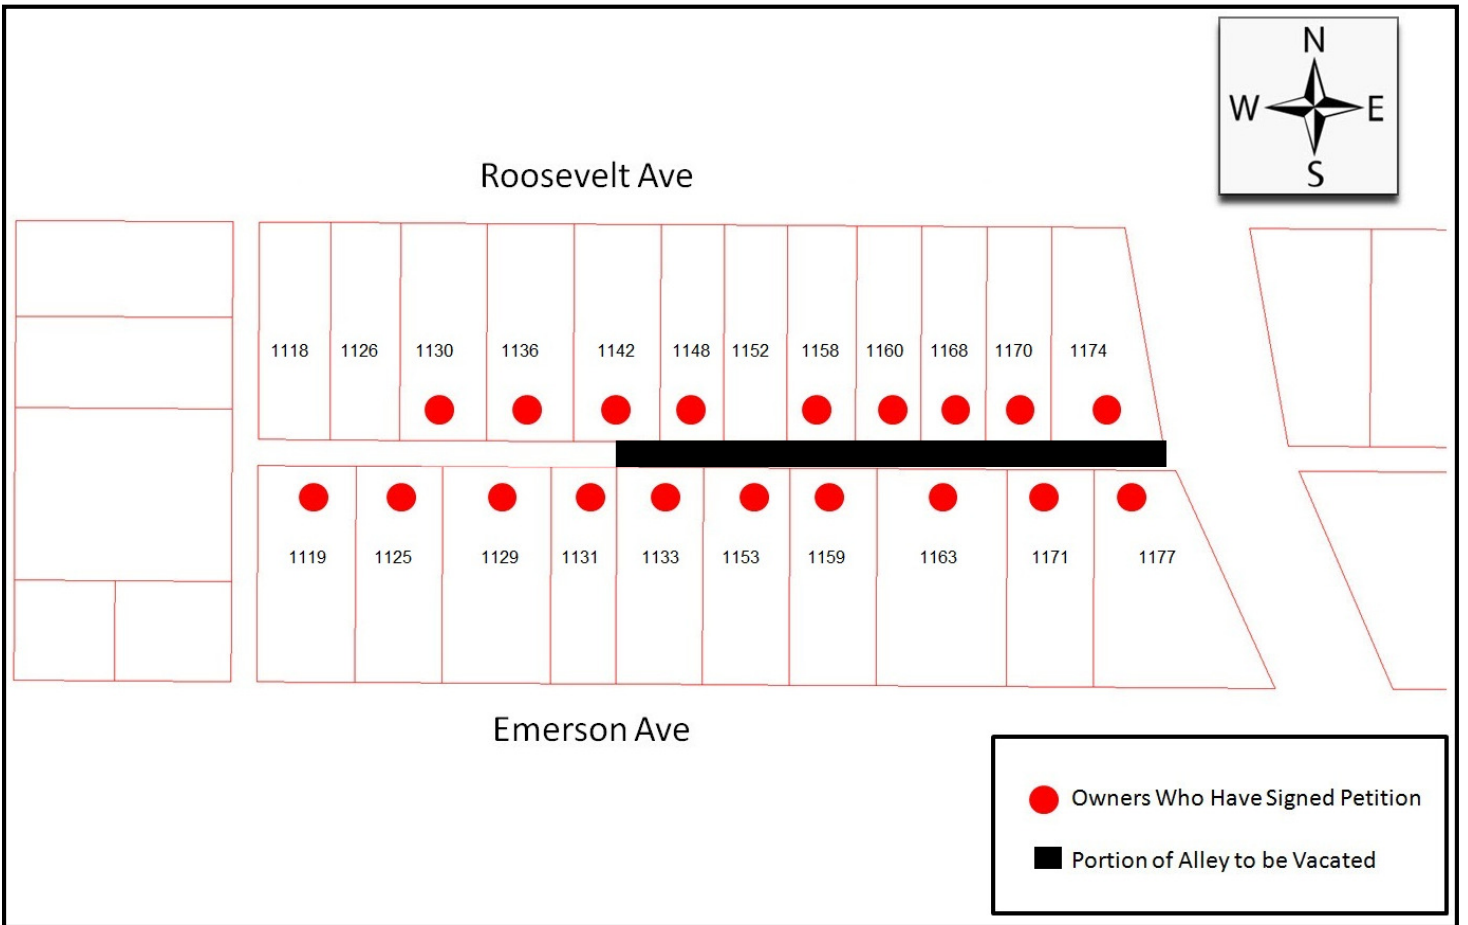 N
W E
S
Roosevelt Ave
1118 1126 1130 1136 1142 1148 1152 1158 1160 1168 1170 1174
1119 1125 1129 1131 1133 1153 1159 1163 1171 1177
Emerson Ave
Owners Who Have Signed Petition
Portion of Alley to be Vacated